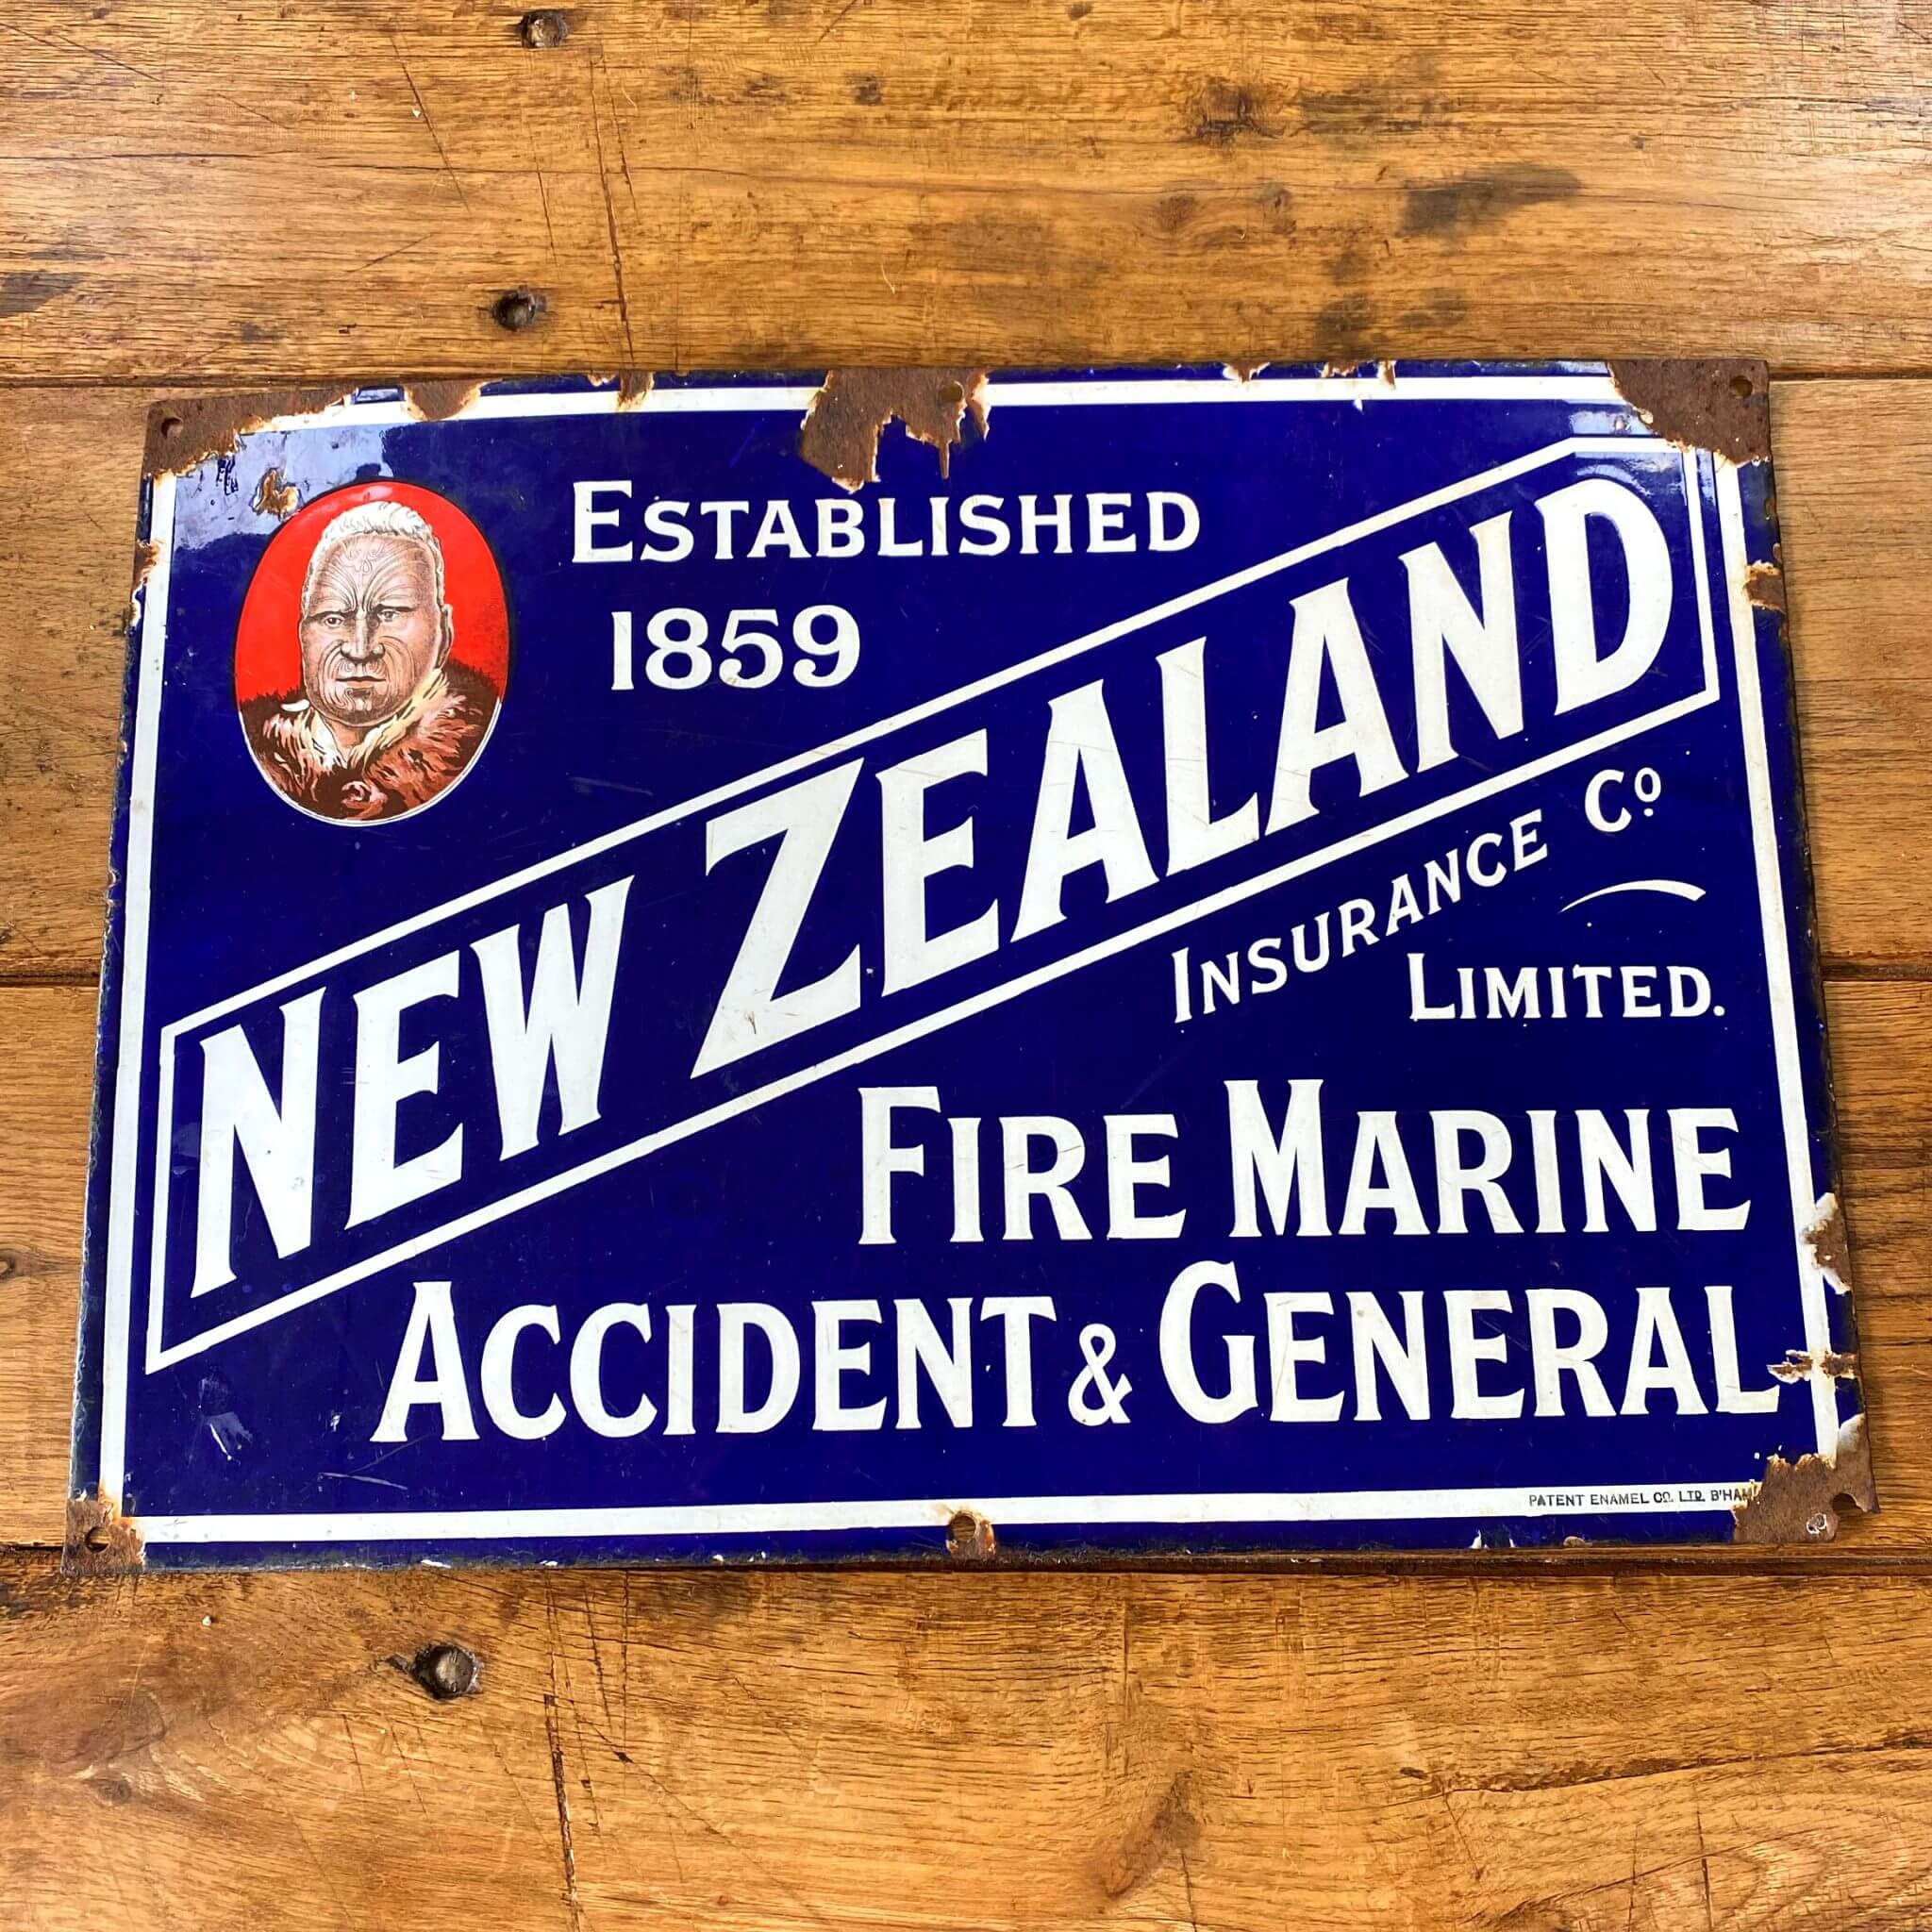 ESTABLISHED
1859
NEW ZEALAND
INSURANCE Co.
LIMITED.
FIRE MARINE
ACCIDENT & GENERAL
PATENT ENAMEL CO. LTD. B'HAM